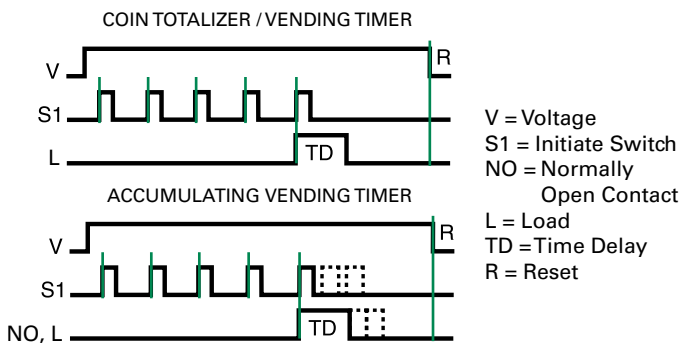 COIN TOTALIZER / VENDING TIMER
V
R
S1
L
TD
ACCUMULATING VENDING TIMER
V
R
S1
NO, L
TD
V = Voltage
S1 = Initiate Switch
NO = Normally
Open Contact
L = Load
TD =Time Delay
R = Reset